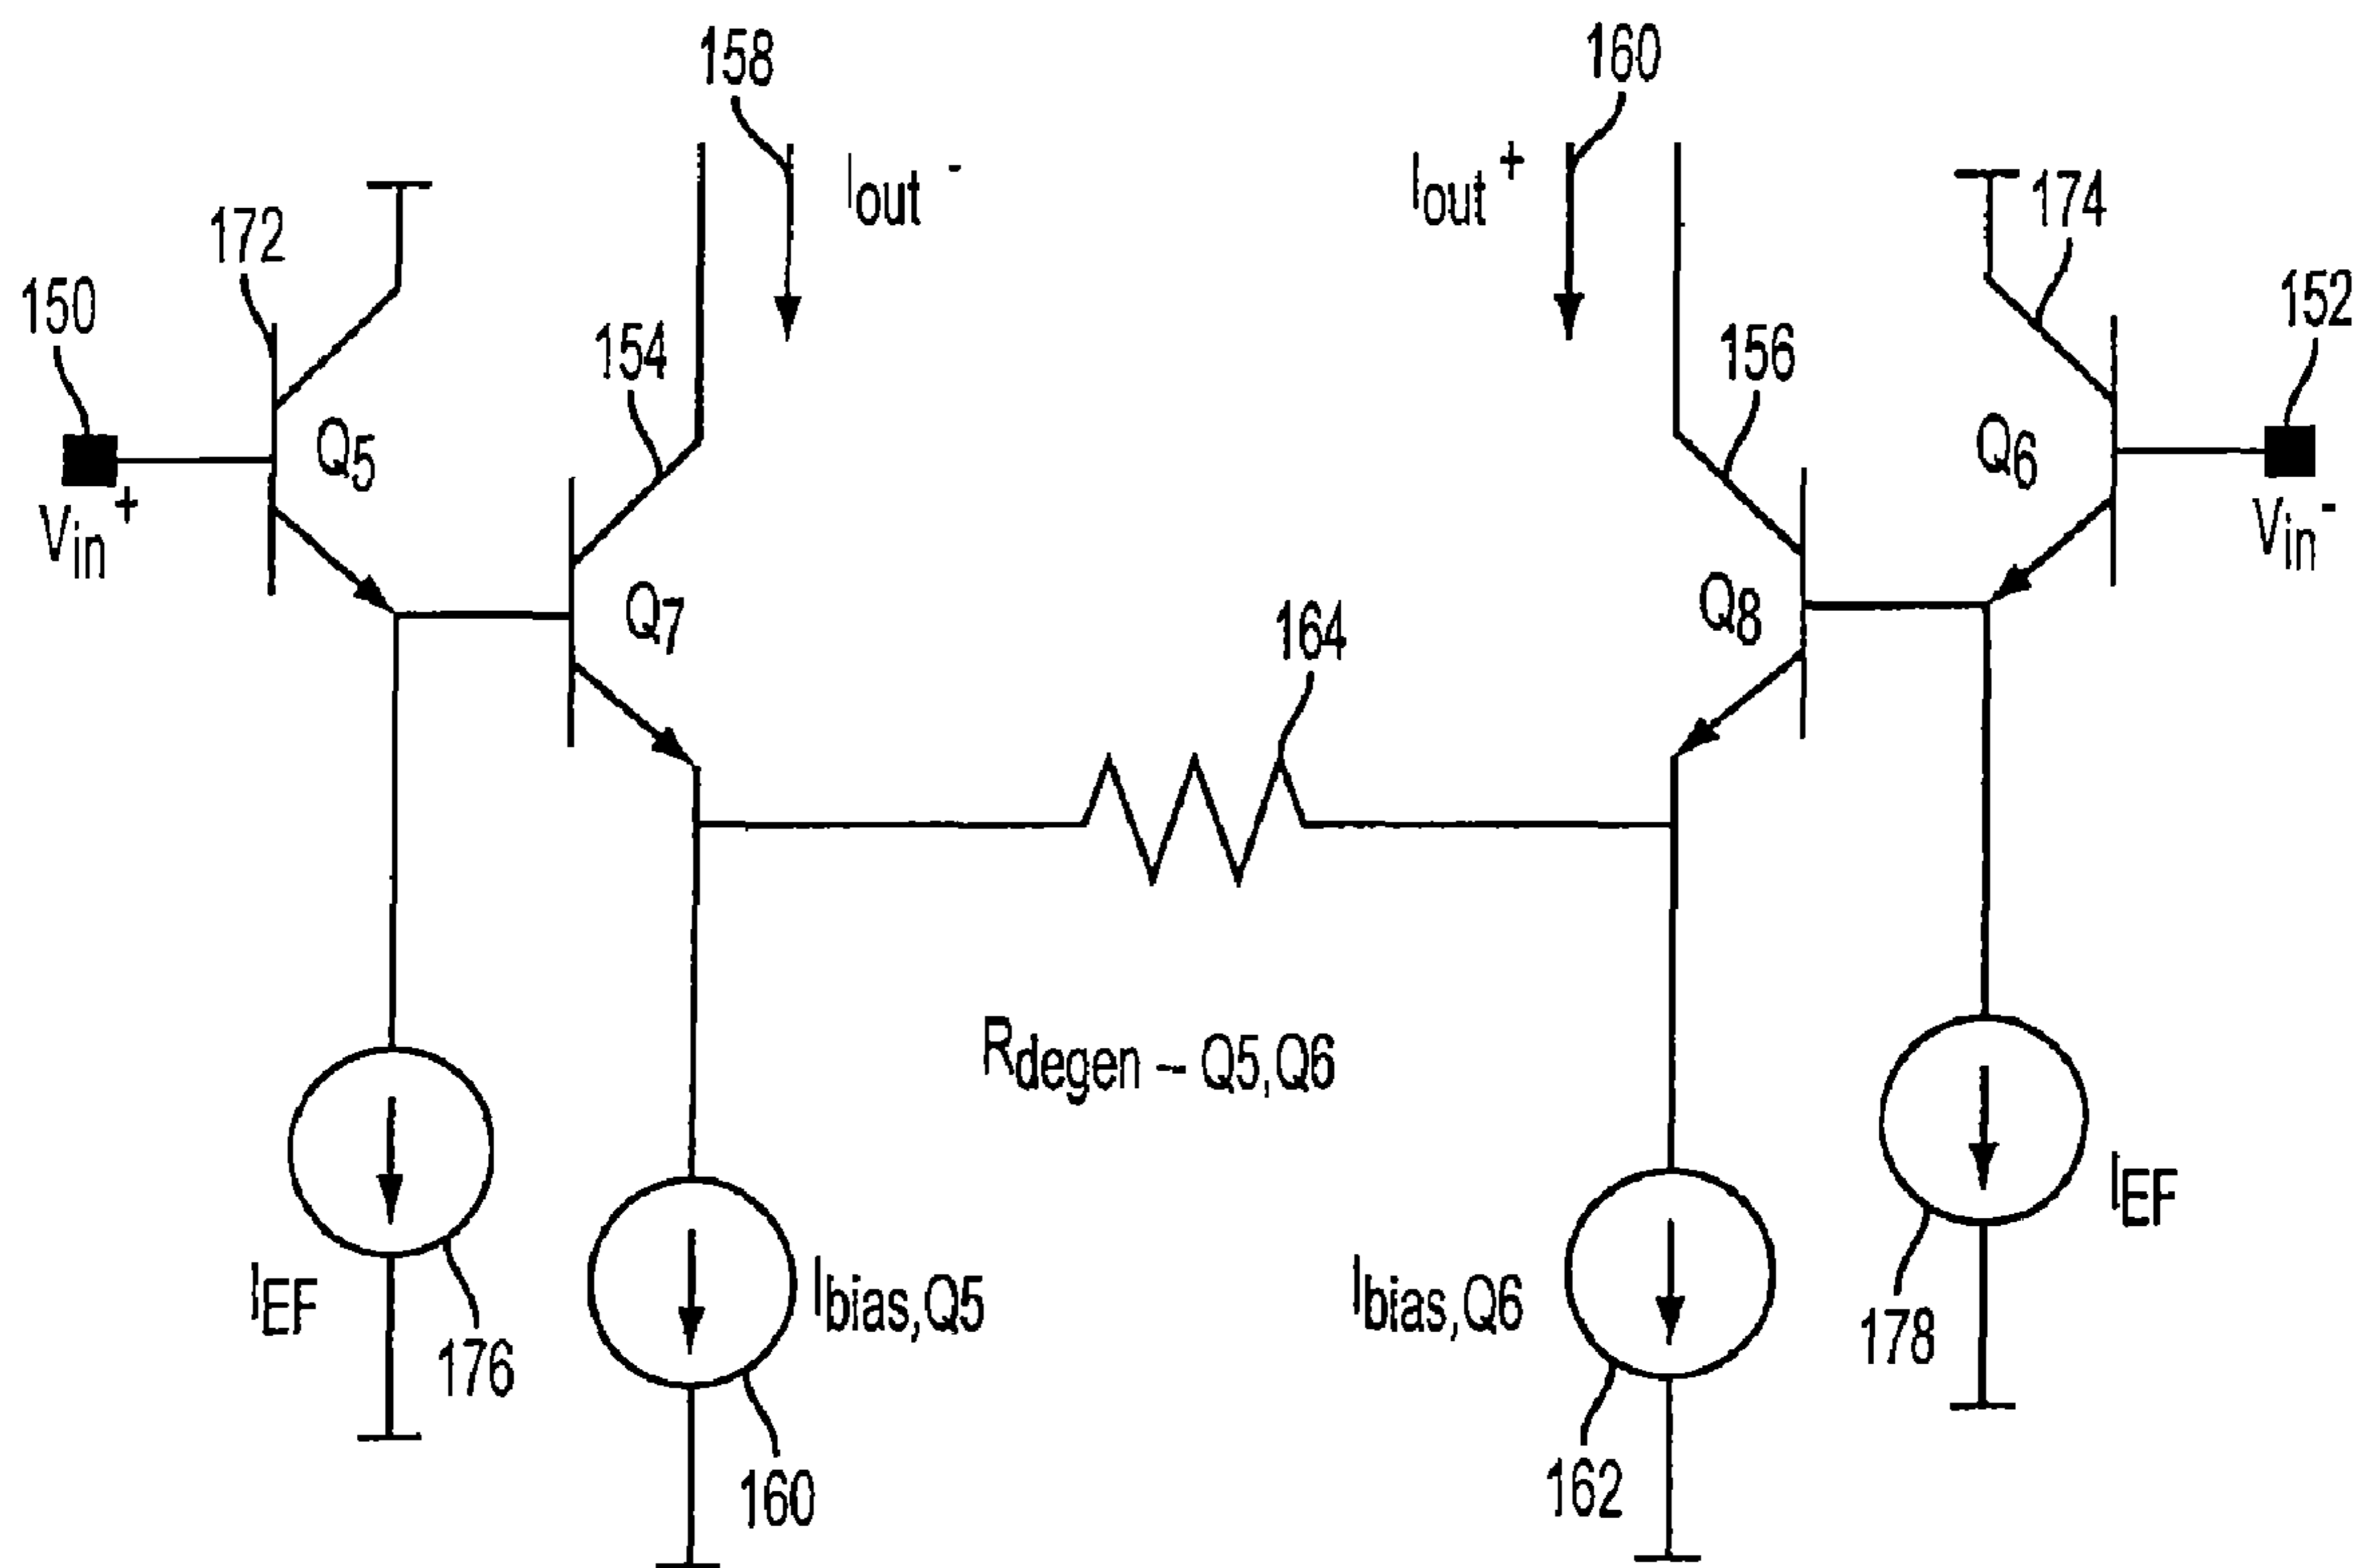 158
160
Iout -
Iout +
172
174
150
152
154
156
Q5
Q6
Vin +
Vin -
Q7
Q8
164
Rdegen -- Q5,Q6
IEF
Ibias,Q5
Ibias,Q6
IEF
176
178
160
162